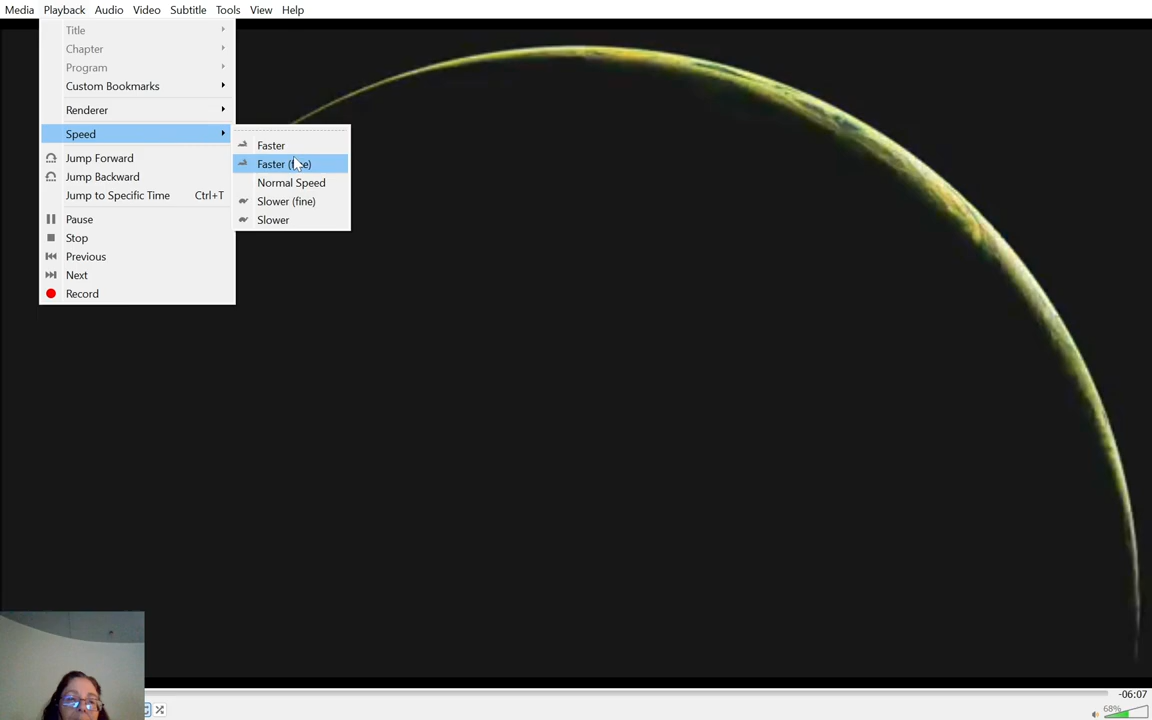 Media Playback Audio Video Subtitle Tools View Help
Title
Chapter
Program
Custom Bookmarks
Renderer
Speed
Jump Forward
Jump Backward
Jump to Specific Time Ctrl+T
Pause
Stop
Previous
Next
Record
Faster
Faster
Normal Speed
Slower (fine)
Slower
-06:07
68%